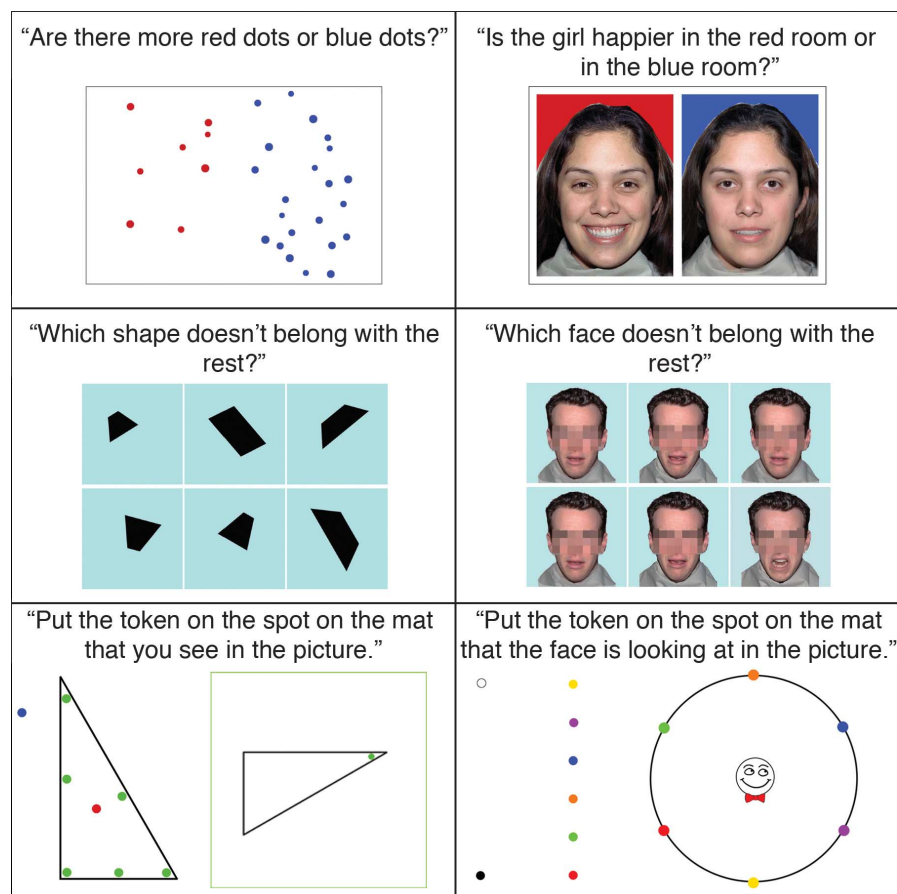 “Are there more red dots or blue dots?”
“Is the girl happier in the red room or
in the blue room?”
“Which shape doesn’t belong with the
rest?”
“Which face doesn’t belong with the
rest?”
“Put the token on the spot on the mat
that you see in the picture.”
“Put the token on the spot on the mat
that the face is looking at in the picture.”